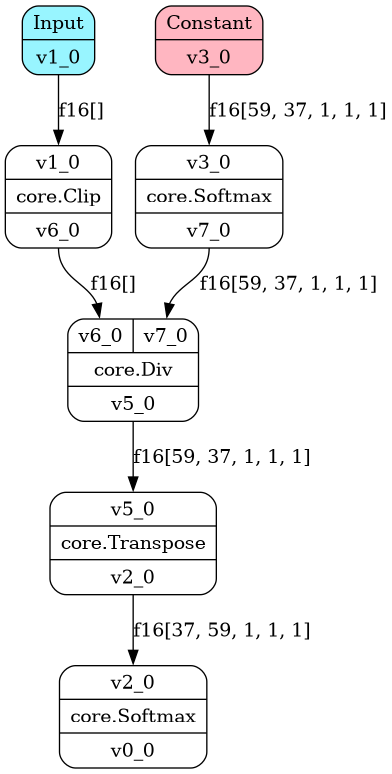 Input
v1_0
Constant
v3_0
f16[]
f16[59, 37, 1, 1, 1]
v1_0
core.Clip
v6_0
v3_0
core.Softmax
v7_0
f16[]
f16[59, 37, 1, 1, 1]
v6_0 v7_0
core.Div
v5_0
f16[59, 37, 1, 1, 1]
v5_0
core.Transpose
v2_0
f16[37, 59, 1, 1, 1]
v2_0
core.Softmax
v0_0